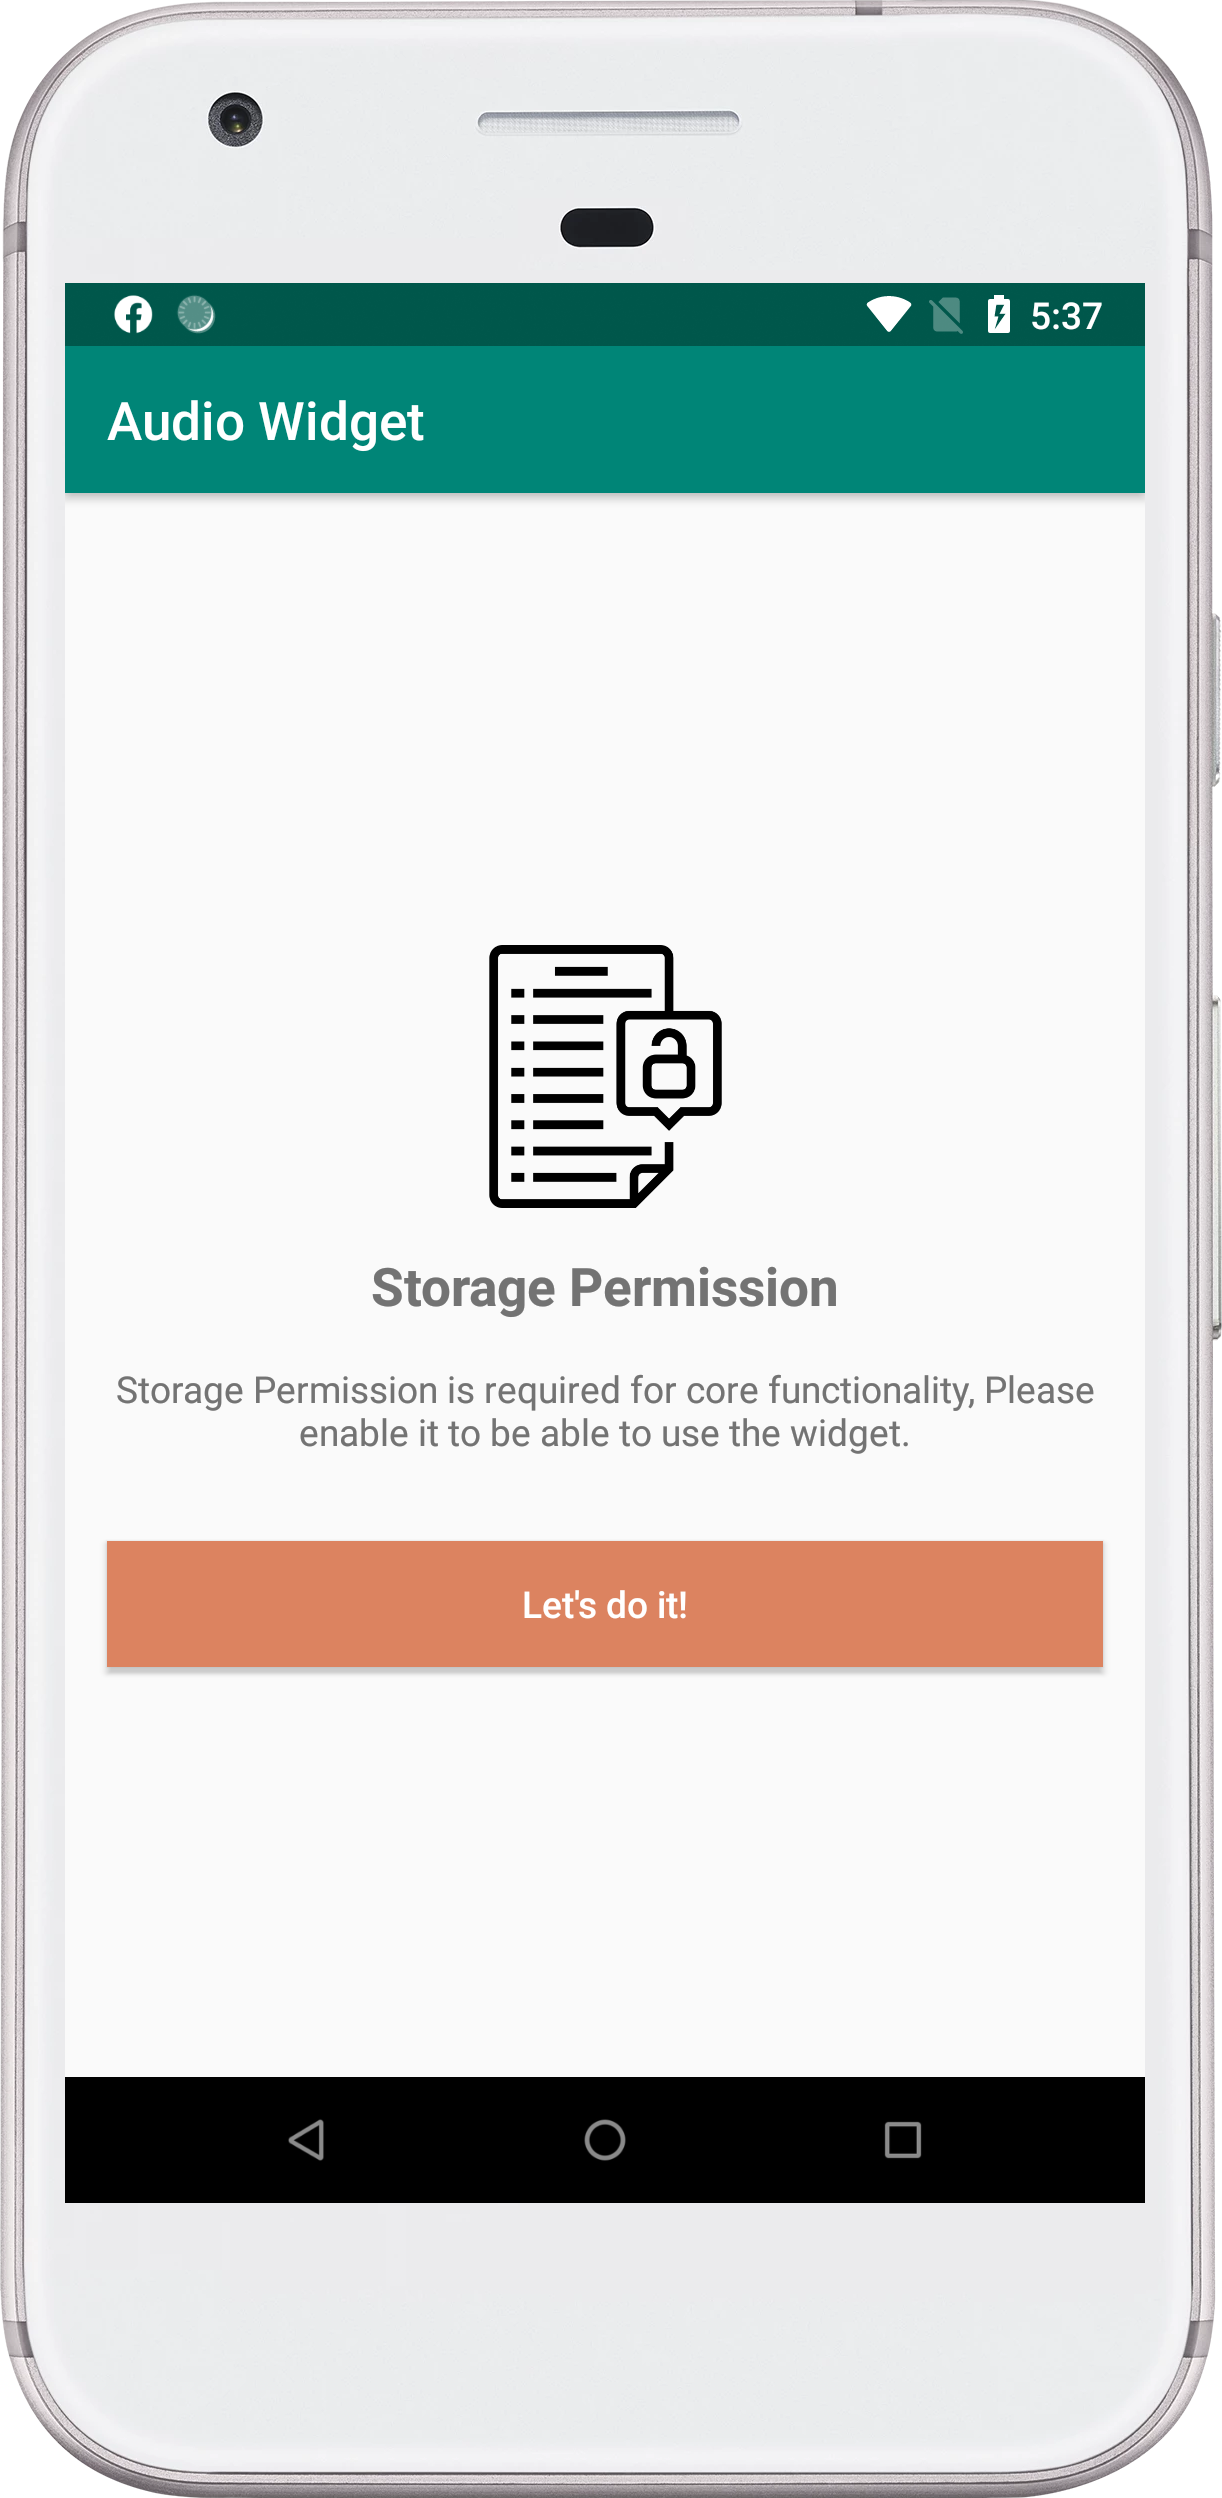 5:37
Audio Widget
Storage Permission
Storage Permission is required for core functionality, Please
enable it to be able to use the widget.
Let's do it!